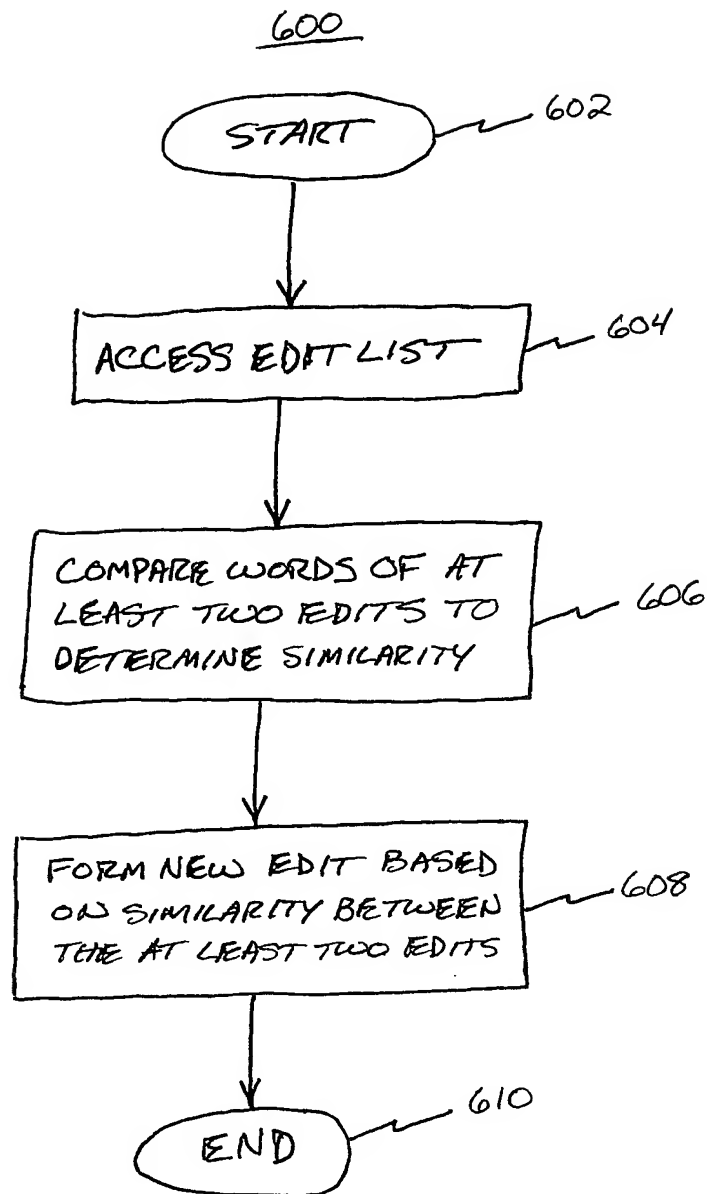 600
START
602
ACCESS EDIT LIST
604
COMPARE WORDS OF AT
LEAST TWO EDITS TO
DETERMINE SIMILARITY
606
FORM NEW EDIT BASED
ON SIMILARITY BETWEEN
THE AT LEAST TWO EDITS
608
END
610